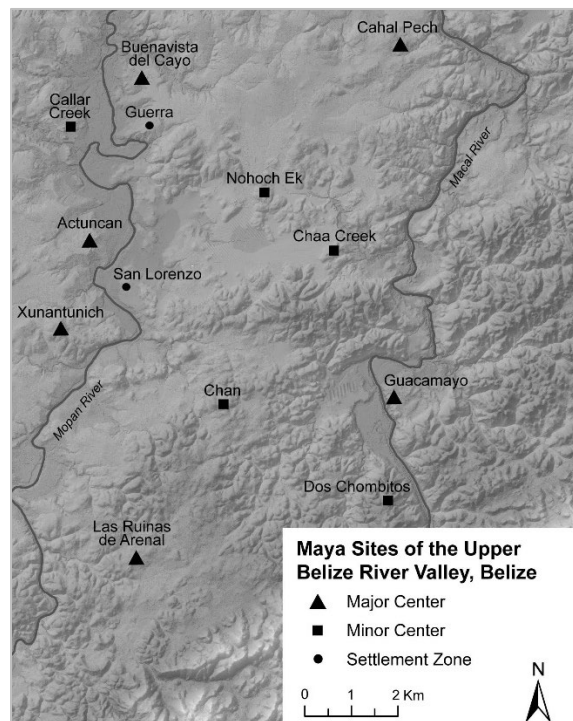 Cahal Pech
Buenavista
del Cayo
Callar
Creek
Guerra
Macal River
Nohoch Ek
Actuncan
Chaa Creek
San Lorenzo
Xunantunich
Mopan River
Chan
Guacamayo
Dos Chombitos
Las Ruinas
de Arenal
Maya Sites of the Upper
Belize River Valley, Belize
Major Center
Minor Center
Settlement Zone
N
0 1 2 Km